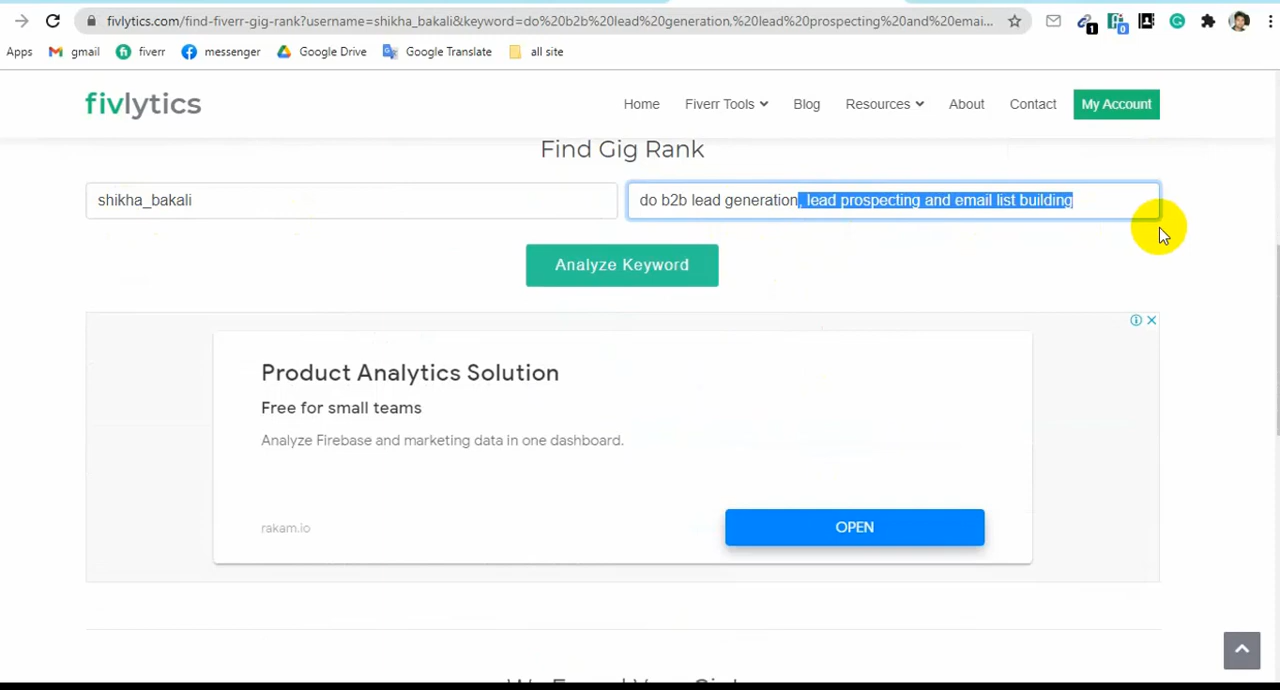 fivlytics.com/find-fiverr-gig-rank?username=shikha_bakali&keyword=do%20b2b%20lead%20generation,%20lead%20prospecting%20and%20emai...
1
0
Apps gmail fiverr messenger Google Drive Google Translate all site
fivlytics Home Fiverr Tools Blog Resources About Contact My Account
Find Gig Rank
shikha_bakali do b2b lead generation, lead prospecting and email list building
Analyze Keyword
Product Analytics Solution
Free for small teams
Analyze Firebase and marketing data in one dashboard.
rakam.io OPEN